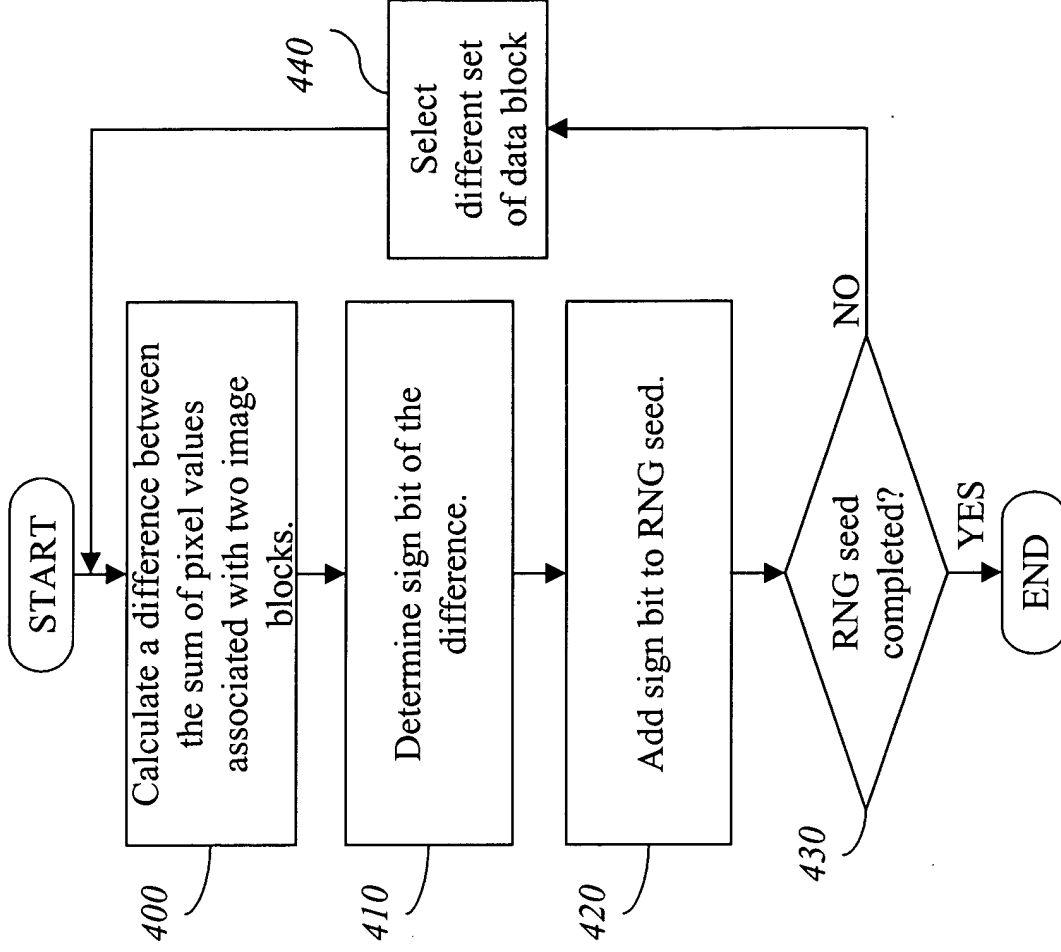 START
Calculate a difference between
the sum of pixel values
associated with two image
blocks.
400
Determine sign bit of the
difference.
410
Add sign bit to RNG seed.
420
RNG seed
completed?
430
NO
YES
Select
different set
of data block
440
END